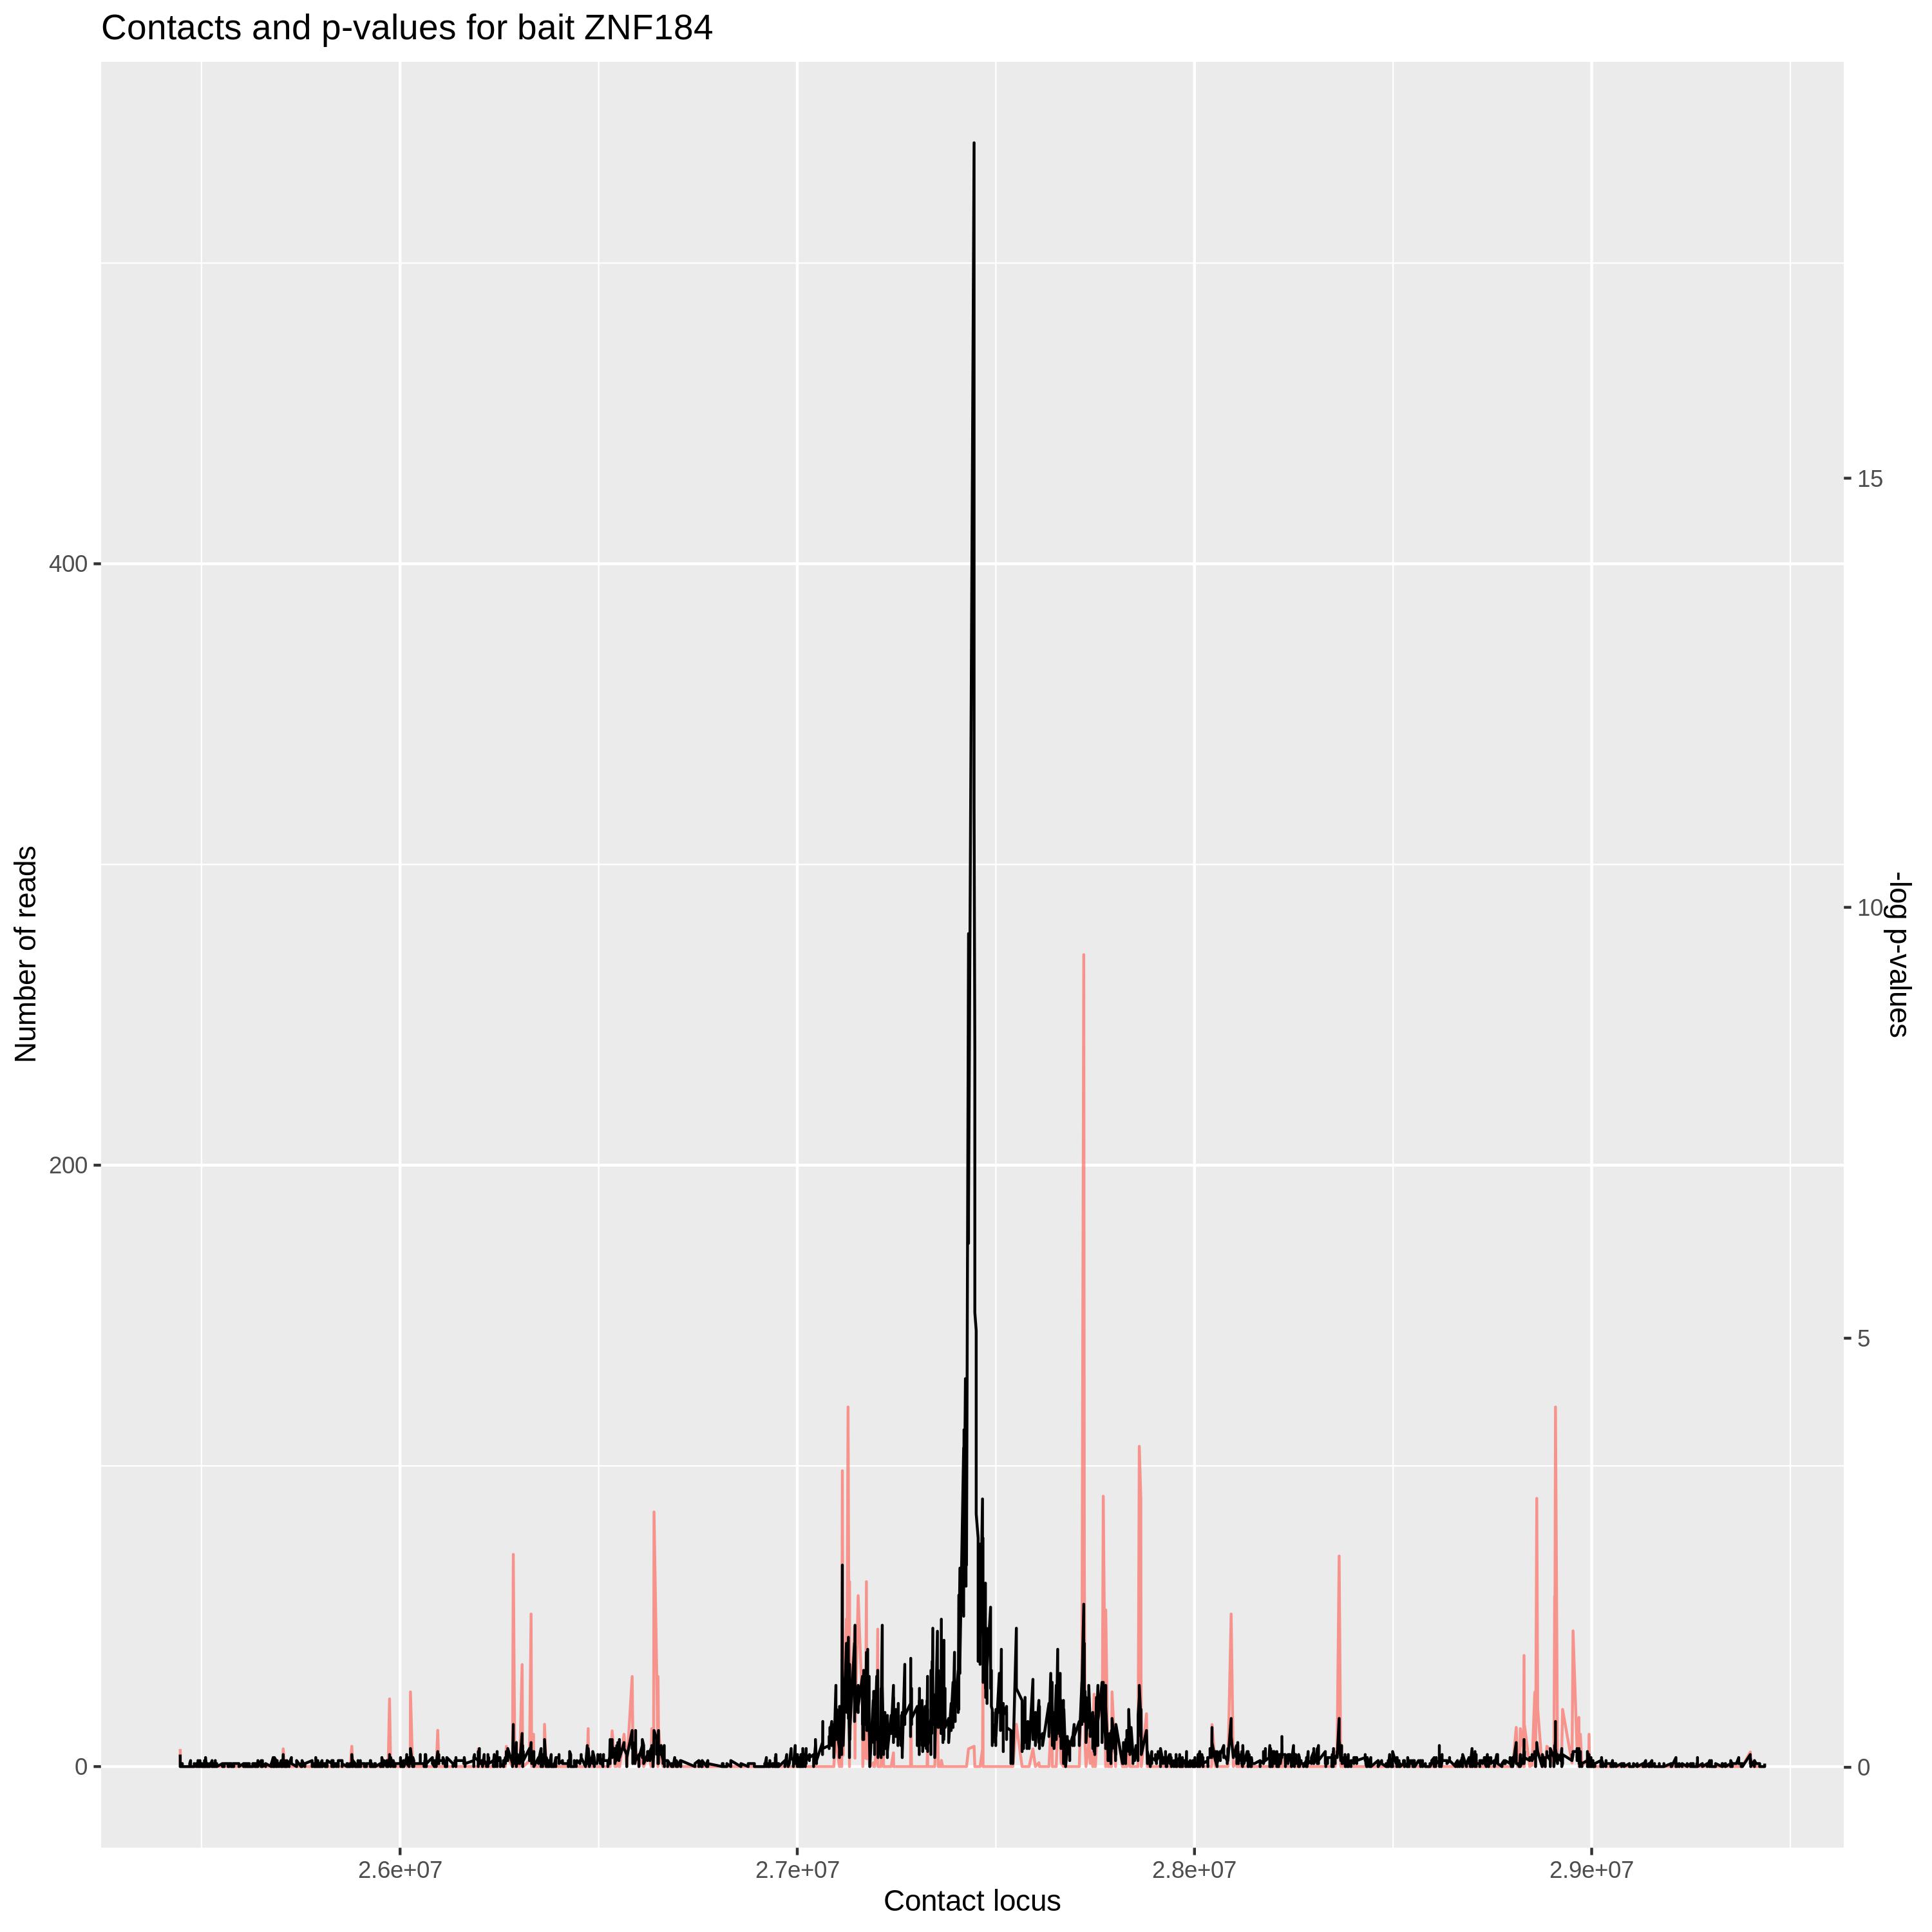 Contacts and p-values for bait ZNF184
Number of reads
400
200
0
15
10
5
0
-log p-values
2.6e+07
2.7e+07
2.8e+07
2.9e+07
Contact locus